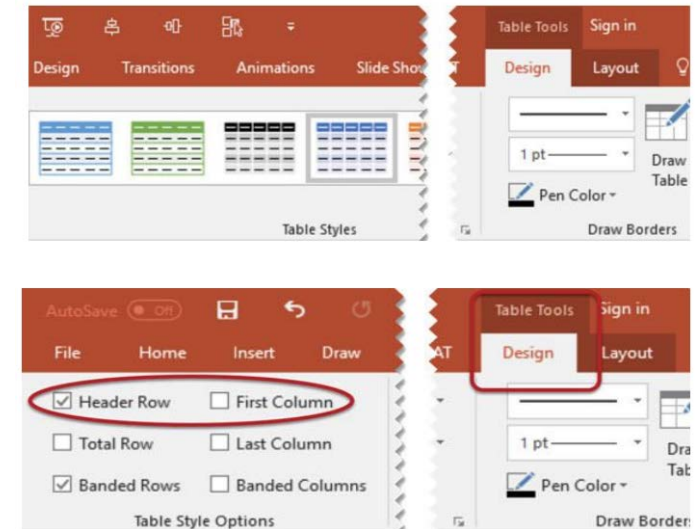 Table Tools Sign in
Design Transitions Animations Slide Show Design Layout
1 pt
Draw
Table
Pen Color
Table Styles Draw Borders
AutoSave Off Table Tools Sign in
File Home Insert Draw AT Design Layout
Header Row First Column
Total Row Last Column 1 pt
Banded Rows Banded Columns Pen Color
Table Style Options Draw Borders